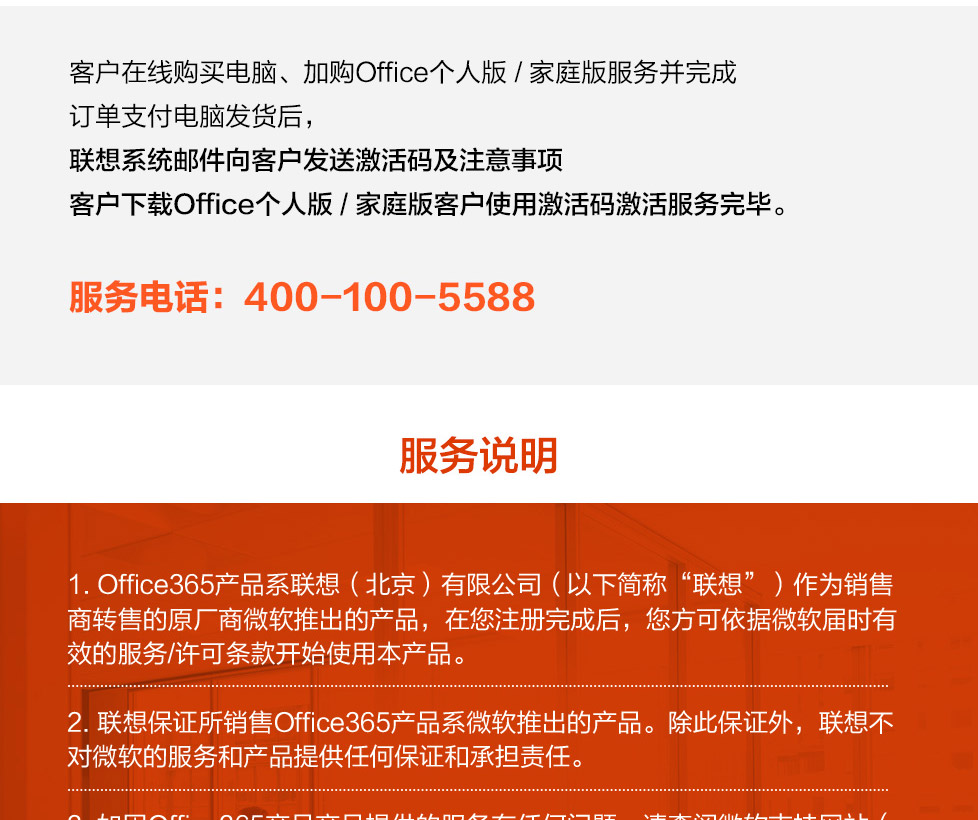 客户在线购买电脑、加购Office个人版 / 家庭版服务并完成
订单支付电脑发货后，
联想系统邮件向客户发送激活码及注意事项
客户下载Office个人版 / 家庭版客户使用激活码激活服务完毕。
服务电话：400-100-5588
服务说明
1. Office365产品系联想（北京）有限公司（以下简称“联想”）作为销售
商转售的原厂商微软推出的产品，在您注册完成后，您方可依据微软届时有
效的服务/许可条款开始使用本产品。
2. 联想保证所销售Office365产品系微软推出的产品。除此保证外，联想不
对微软的服务和产品提供任何保证和承担责任。